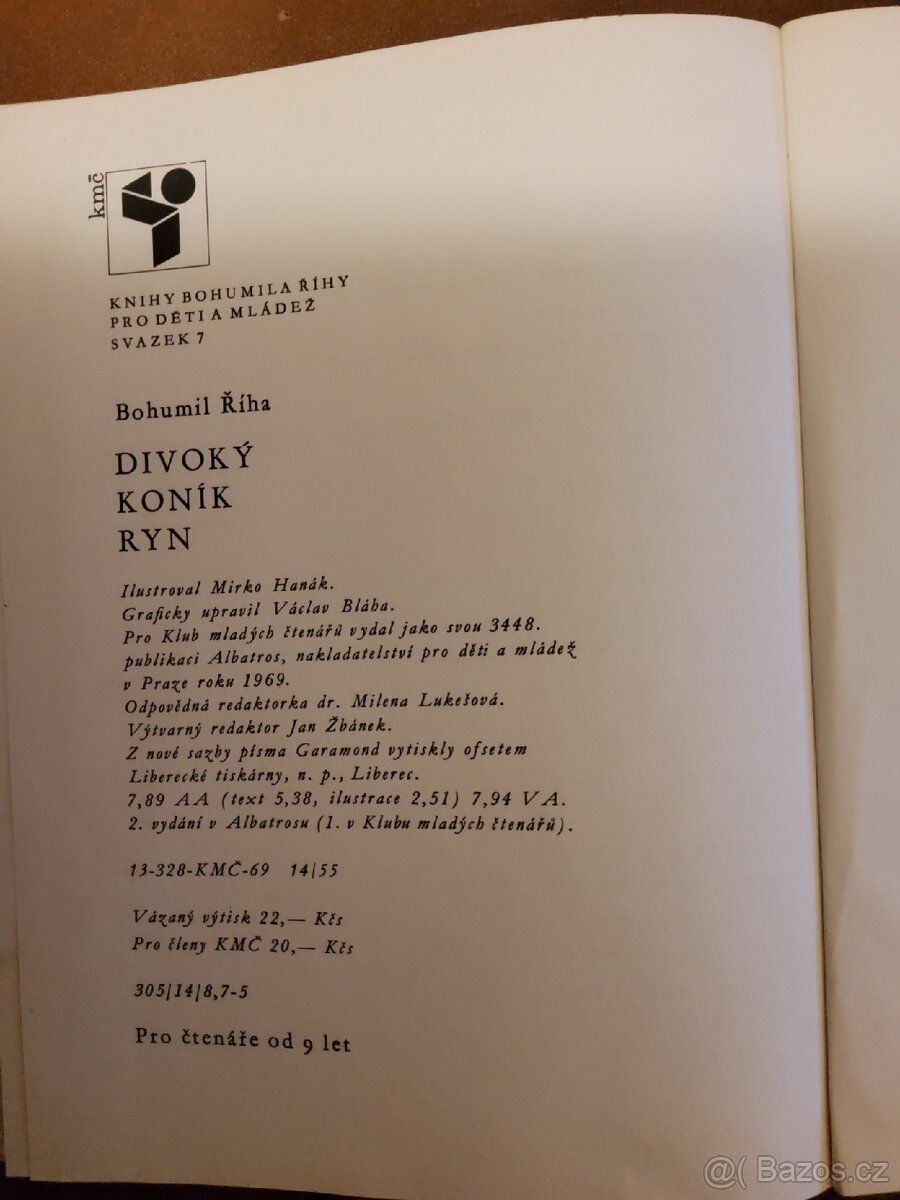 kmč
KNIHY BOHUMILA ŘÍHY
PRO DĚTI A MLÁDEŽ
SVAZEK 7
Bohumil Říha
DIVOKÝ
KONÍK
RYN
Ilustroval Mirko Hanák.
Graficky upravil Václav Bláha.
Pro Klub mladých čtenářů vydal jako svou 3448.
publikaci Albatros, nakladatelství pro děti a mládež
v Praze roku 1969.
Odpovědná redaktorka dr. Milena Lukešová.
Výtvarný redaktor Jan Žbánek.
Z nové sazby písma Garamond vytiskly ofsetem
Liberecké tiskárny, n. p., Liberec.
7,89 AA (text 5,38, ilustrace 2,51) 7,94 VA.
2. vydání v Albatrosu (1. v Klubu mladých čtenářů).
13-328-KMČ-69 14|55
Vázaný výtisk 22,— Kčs
Pro členy KMČ 20,— Kčs
305|14|8,7-5
Pro čtenáře od 9 let
@( Bazos.cz